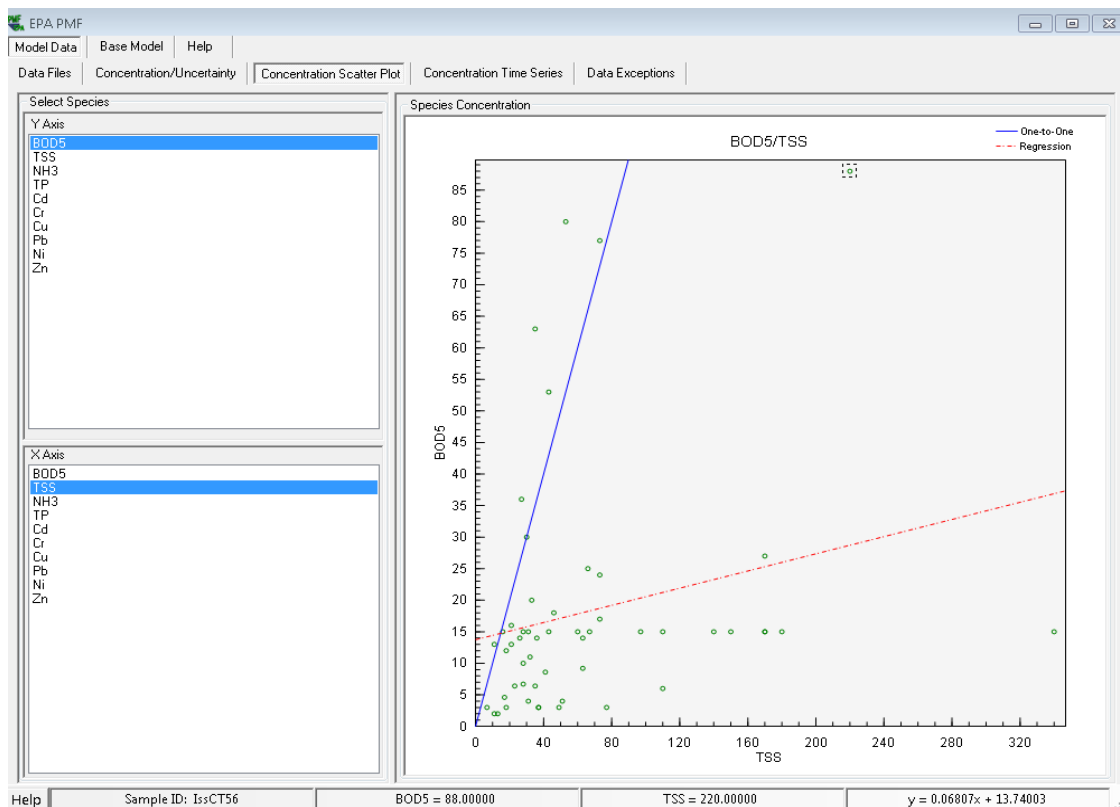 EPA PMF
Model Data Base Model Help
Data Files Concentration/Uncertainty Concentration Scatter Plot Concentration Time Series Data Exceptions
Select Species
Y Axis
BOD5
TSS
NH3
TP
Cd
Cr
Cu
Pb
Ni
Zn
X Axis
BOD5
TSS
NH3
TP
Cd
Cr
Cu
Pb
Ni
Zn
Species Concentration
BOD5/TSS
One-to-One
Regression
85
80
75
70
65
60
55
50
45
40
35
30
25
20
15
10
5
0
BOD5
0 40 80 120 160 200 240 280 320
TSS
Help Sample ID: IssCT56 BOD5 = 88.00000 TSS = 220.00000 y = 0.06807x + 13.74003